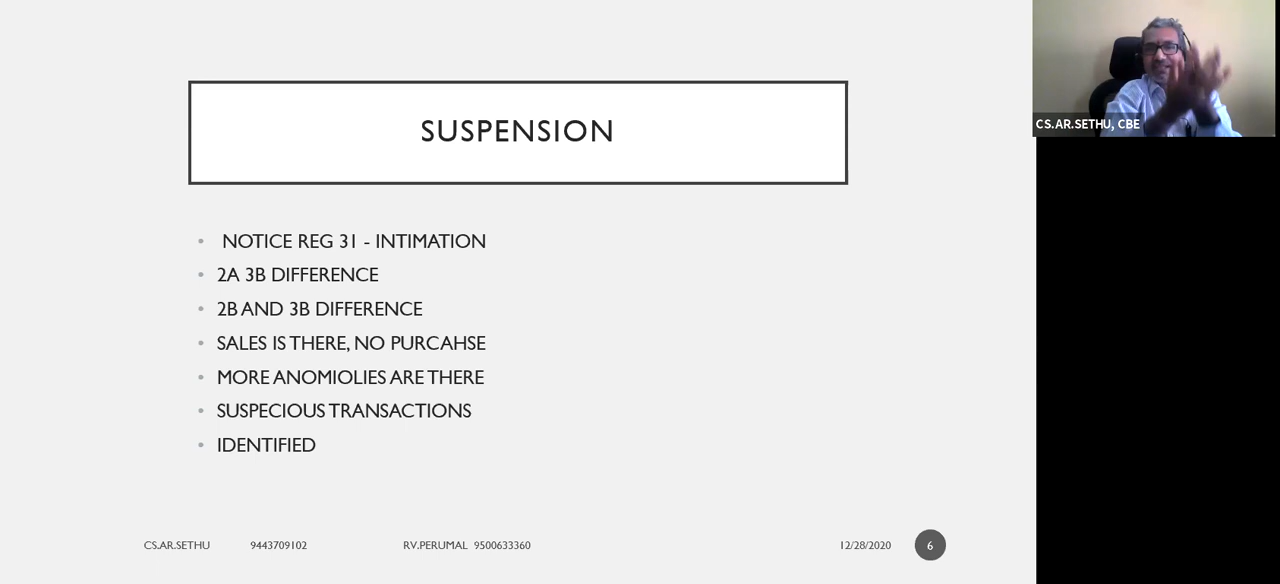 SUSPENSION
CS.AR.SETHU, CBE
• NOTICE REG 31 - INTIMATION
• 2A 3B DIFFERENCE
• 2B AND 3B DIFFERENCE
• SALES IS THERE, NO PURCAHSE
• MORE ANOMIOLIES ARE THERE
• SUSPECIOUS TRANSACTIONS
• IDENTIFIED
CS.AR.SETHU 9443709102 RV.PERUMAL 9500633360 12/28/2020 6